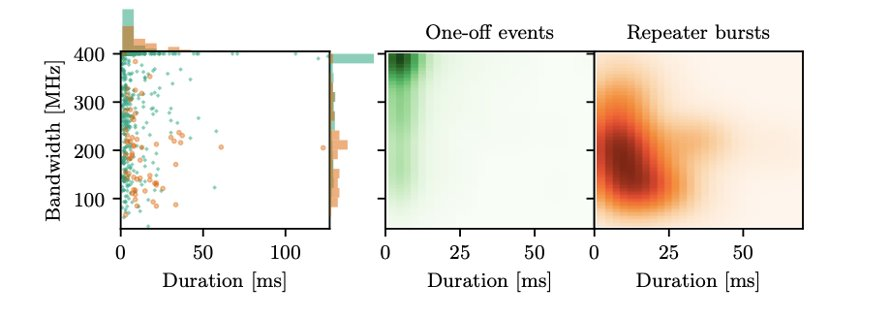 One-off events
Repeater bursts
Bandwidth [MHz]
400
300
200
100
0
50
100
0
25
50
0
25
50
Duration [ms]
Duration [ms]
Duration [ms]